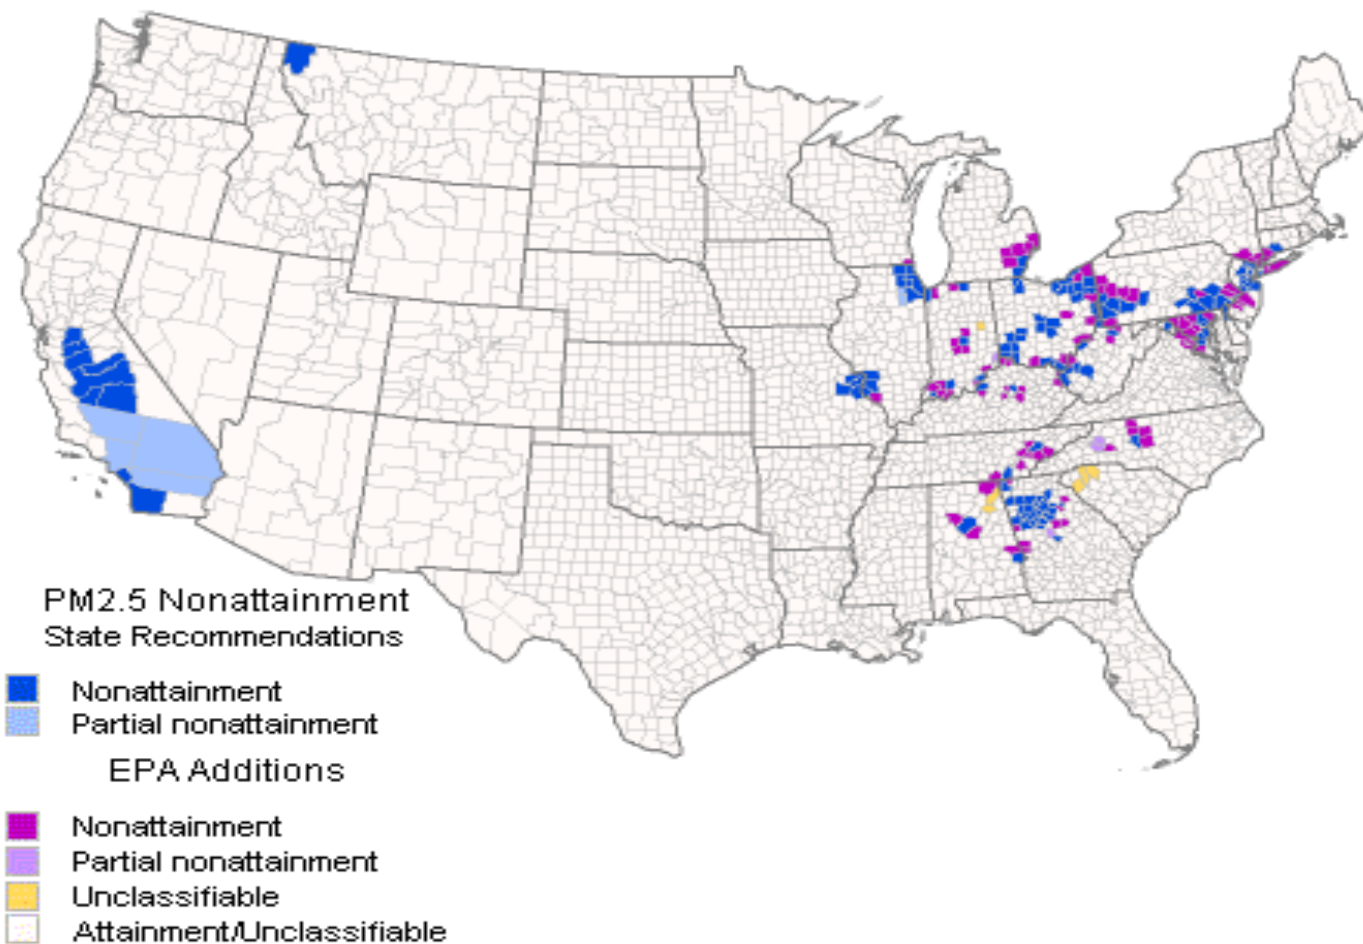 PM2.5 Nonattainment
State Recommendations
Nonattainment
Partial nonattainment
EPA Additions
Nonattainment
Partial nonattainment
Unclassifiable
Attainment/Unclassifiable